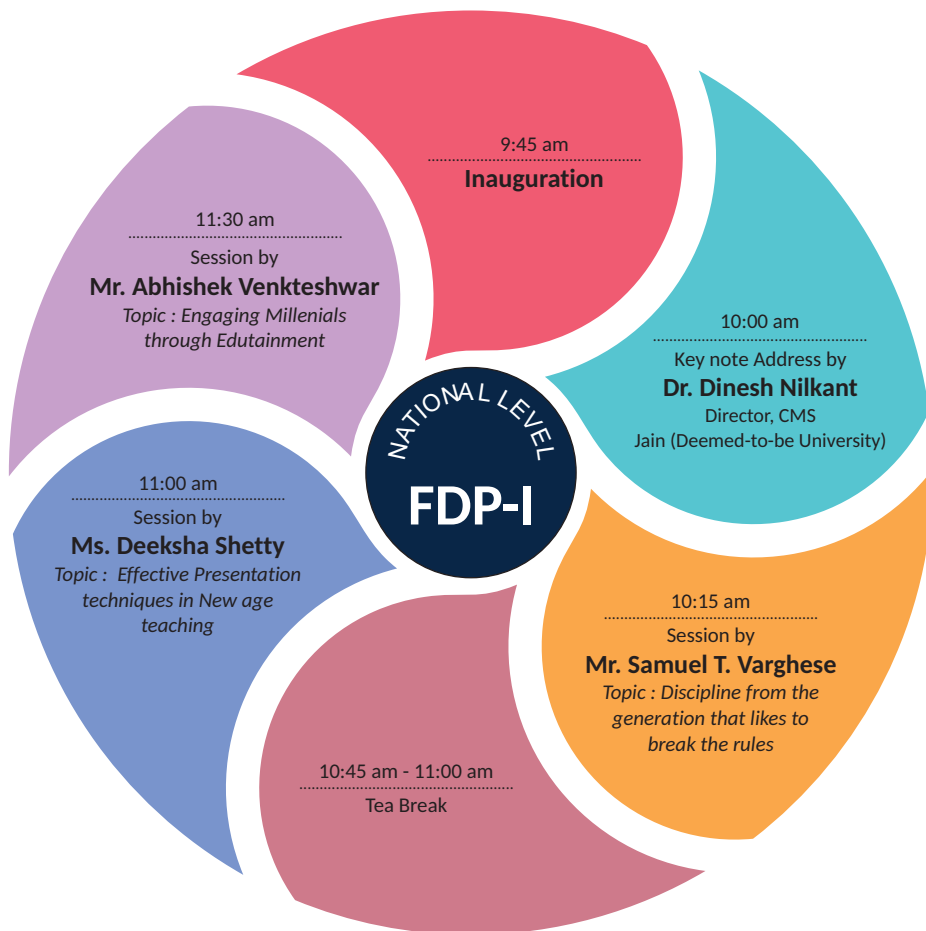 NATIONAL LEVEL
FDP-I
9:45 am
Inauguration
10:00 am
Key note Address by
Dr. Dinesh Nilkant
Director, CMS
Jain (Deemed-to-be University)
10:15 am
Session by
Mr. Samuel T. Varghese
Topic : Discipline from the
generation that likes to
break the rules
10:45 am - 11:00 am
Tea Break
11:00 am
Session by
Ms. Deeksha Shetty
Topic :  Effective Presentation
techniques in New age
teaching
11:30 am
Session by
Mr. Abhishek Venkteshwar
Topic : Engaging Millenials
through Edutainment